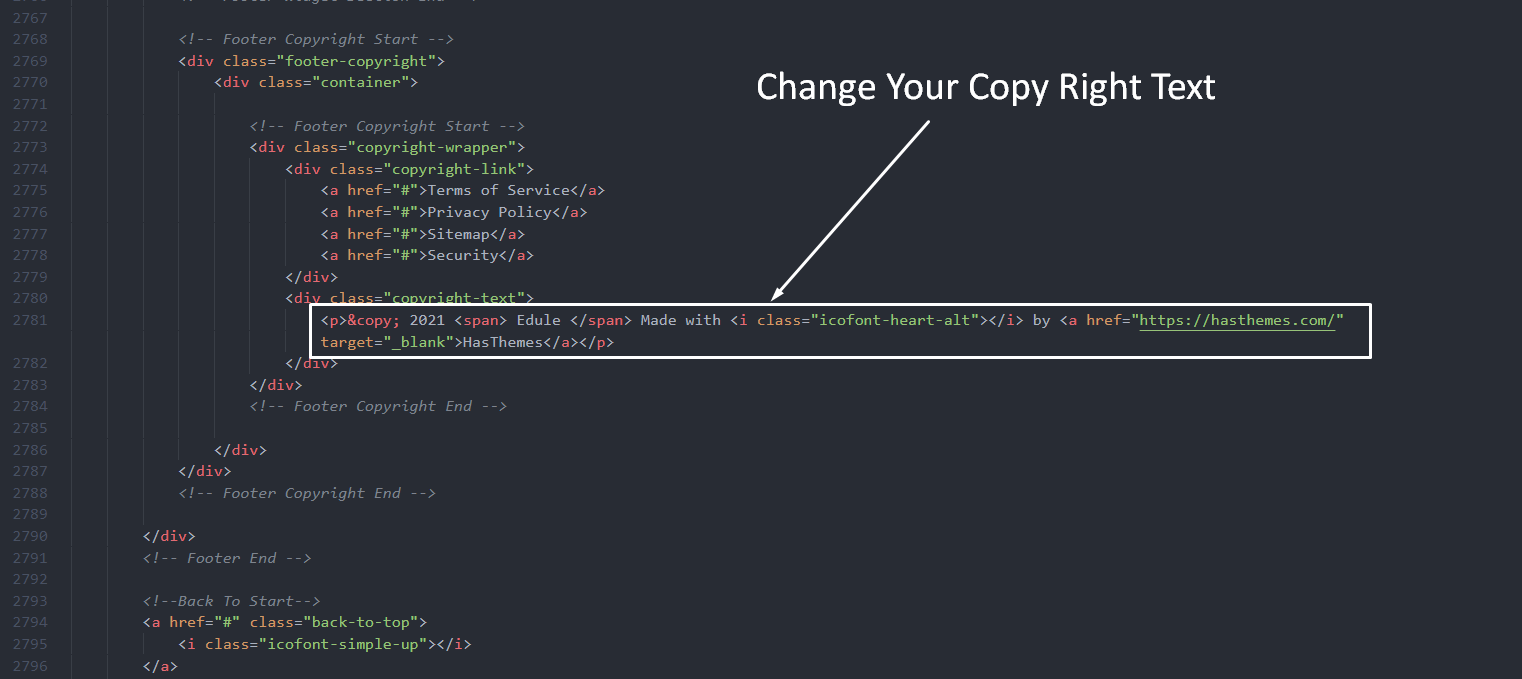 2767
2768 <!-- Footer Copyright Start -->
2769 <div class="footer-copyright">
2770 <div class="container">
2771
Change Your Copy Right Text
2772 <!-- Footer Copyright Start -->
2773 <div class="copyright-wrapper">
2774 <div class="copyright-link">
2775 <a href="#">Terms of Service</a>
2776 <a href="#">Privacy Policy</a>
2777 <a href="#">Sitemap</a>
2778 <a href="#">Security</a>
2779 </div>
2780 <div class="copyright-text">
2781 <p>&copy; 2021 <span> Edule </span> Made with <i class="icofont-heart-alt"></i> by <a href="https://hasthemes.com/"
target="_blank">HasThemes</a></p>
2782 </div>
2783 </div>
2784 <!-- Footer Copyright End -->
2785
2786 </div>
2787 </div>
2788 <!-- Footer Copyright End -->
2789
2790 </div>
2791 <!-- Footer End -->
2792
2793 <!--Back To Start-->
2794 <a href="#" class="back-to-top">
2795 <i class="icofont-simple-up"></i>
2796 </a>